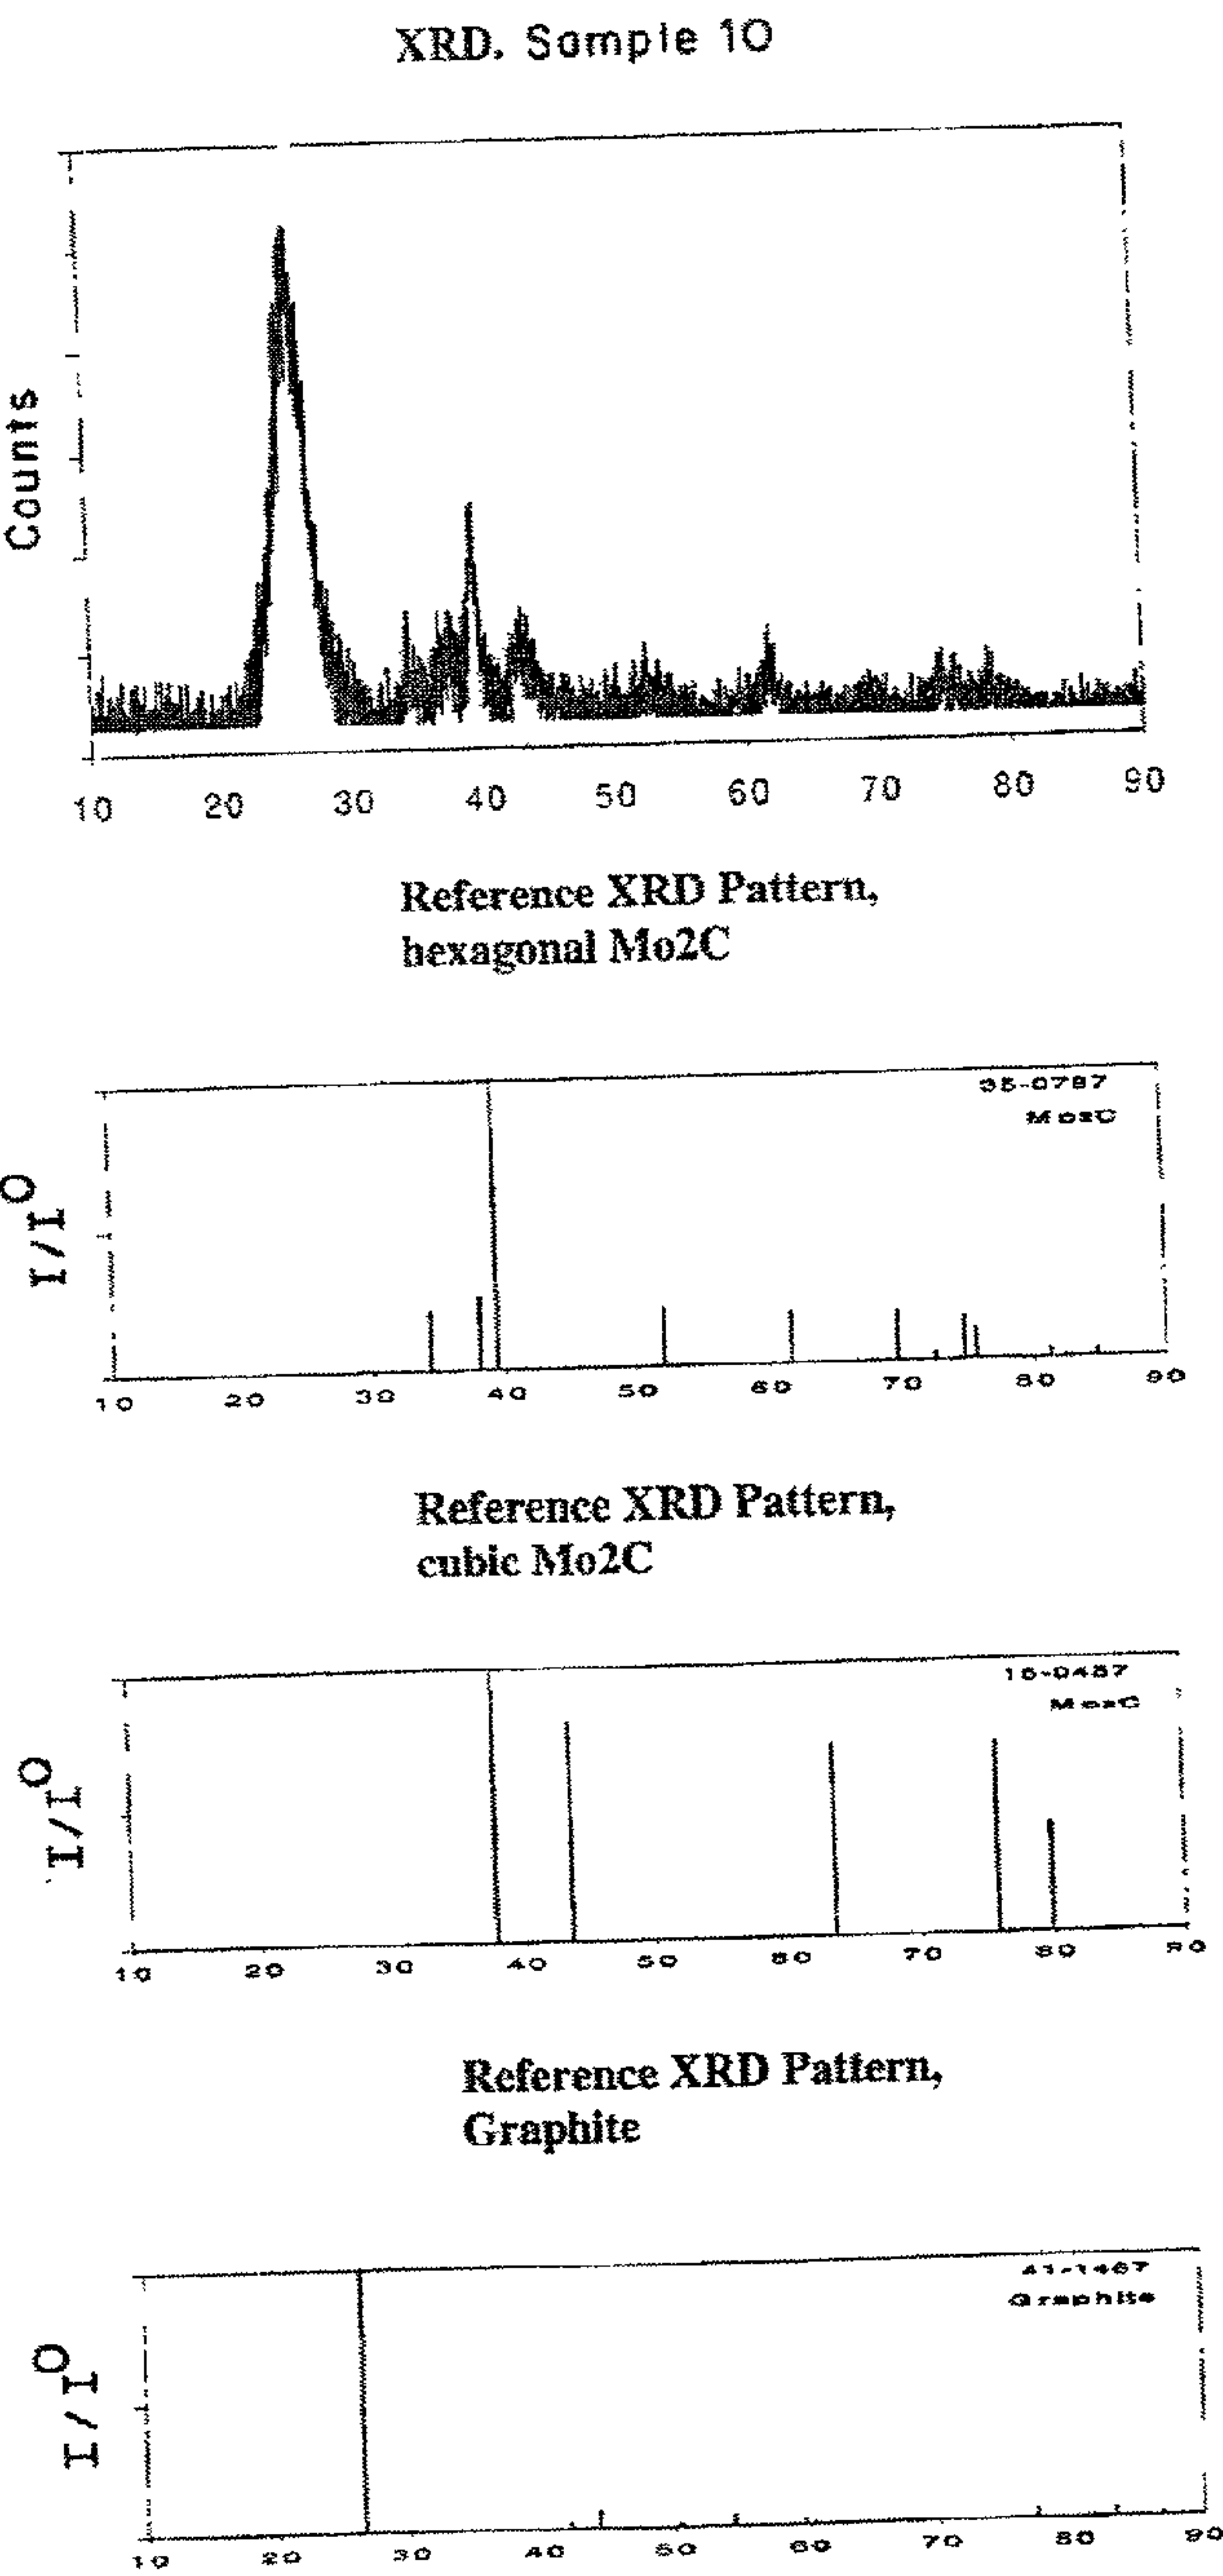 XRD. Sample 10
Counts
10 20 30 40 50 60 70 80 90
Reference XRD Pattern,
hexagonal Mo2C
35-0787
Mo2C
I/I0
10 20 30 40 50 60 70 80 90
Reference XRD Pattern,
cubic Mo2C
15-0457
Mo2C
I/I0
10 20 30 40 50 60 70 80 90
Reference XRD Pattern,
Graphite
41-1487
Graphite
I/I0
10 20 30 40 50 60 70 80 90